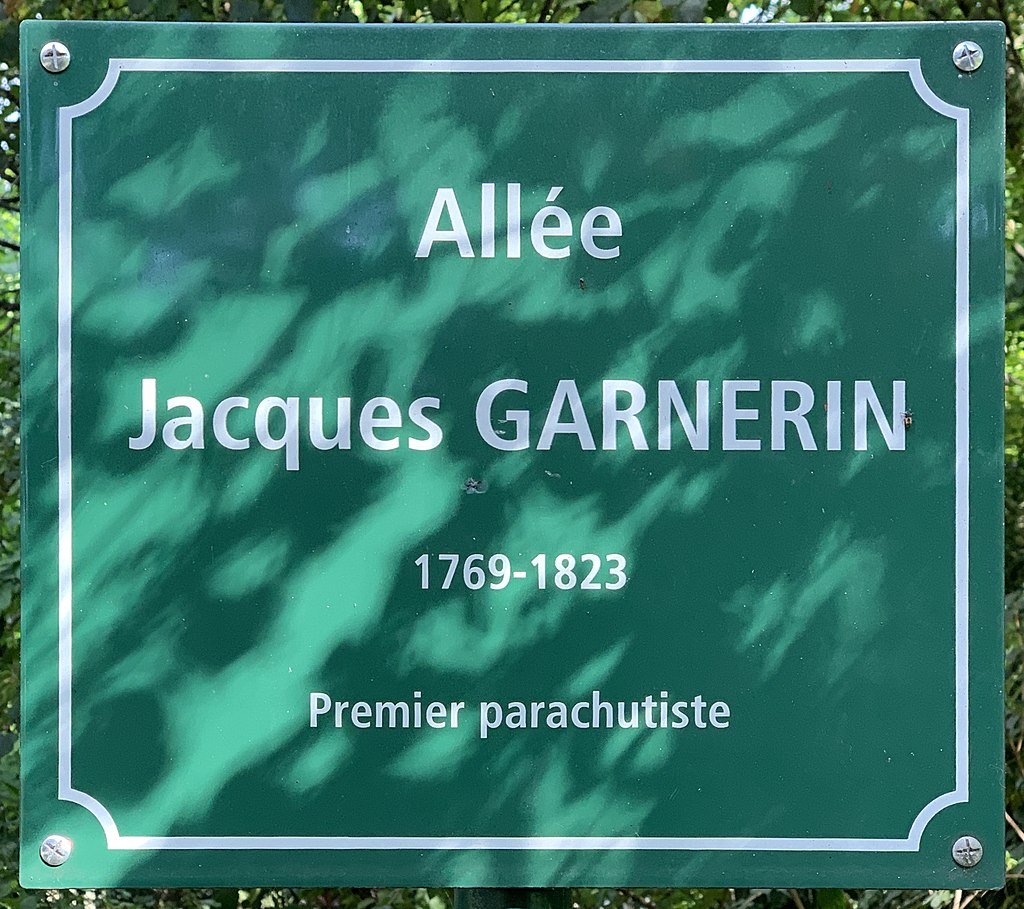 Allée
Jacques GARNERIN
1769-1823
Premier parachutiste